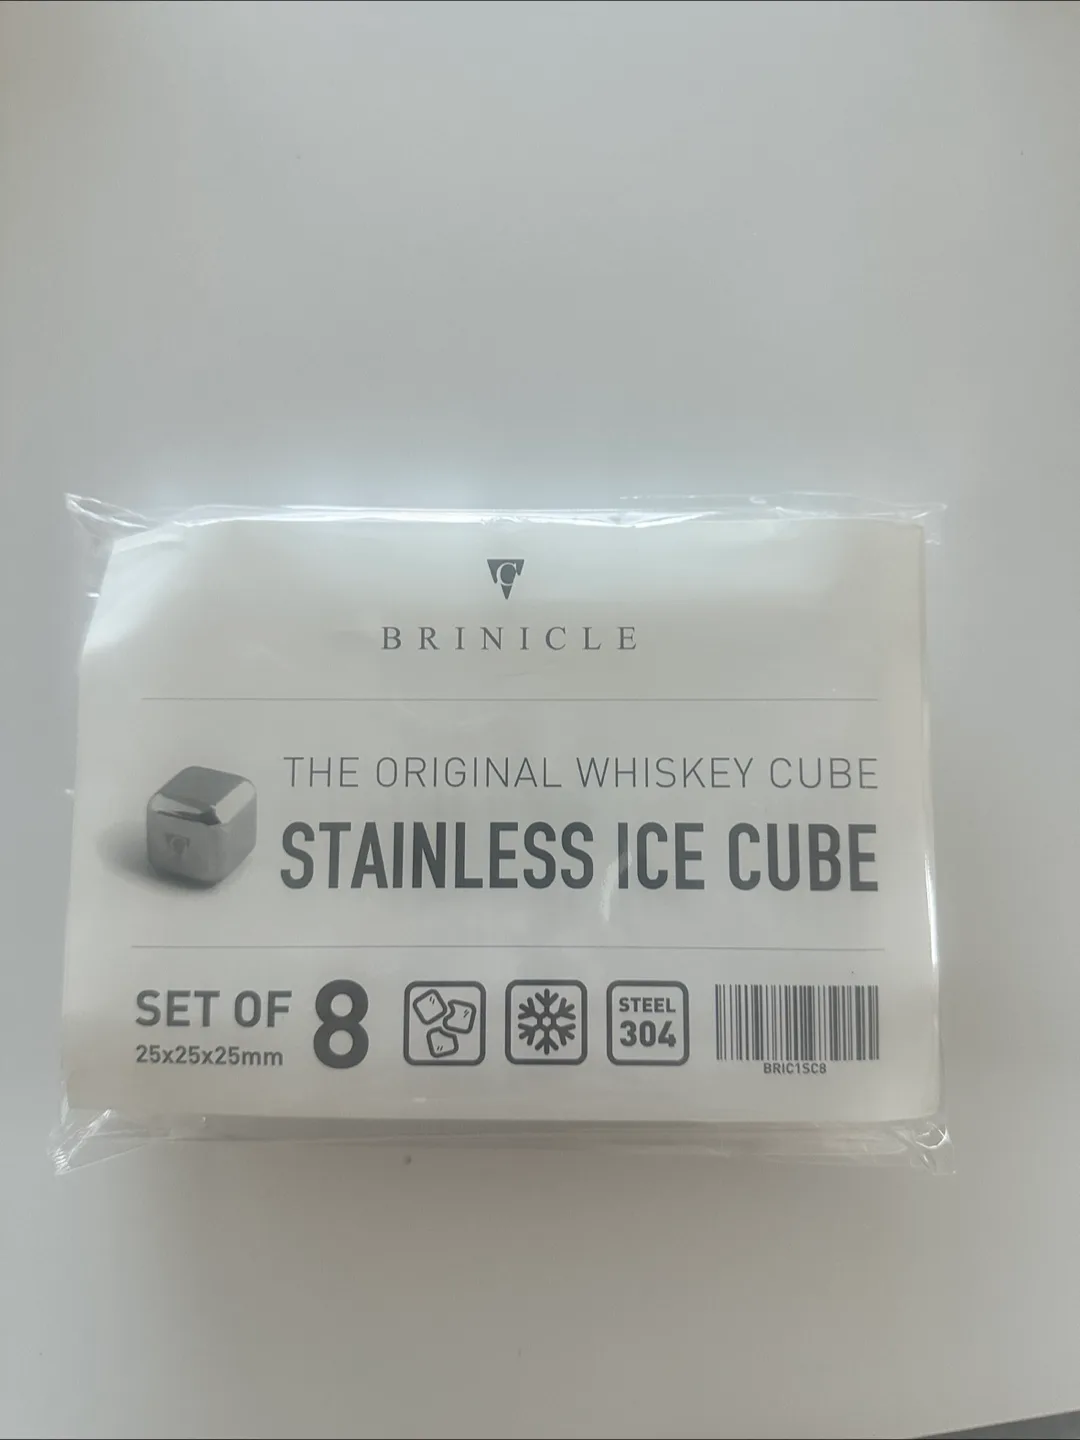 C
BRINICLE
THE ORIGINAL WHISKEY CUBE
STAINLESS ICE CUBE
SET OF 8
25x25x25mm
STEEL
304
BRIC1SC8